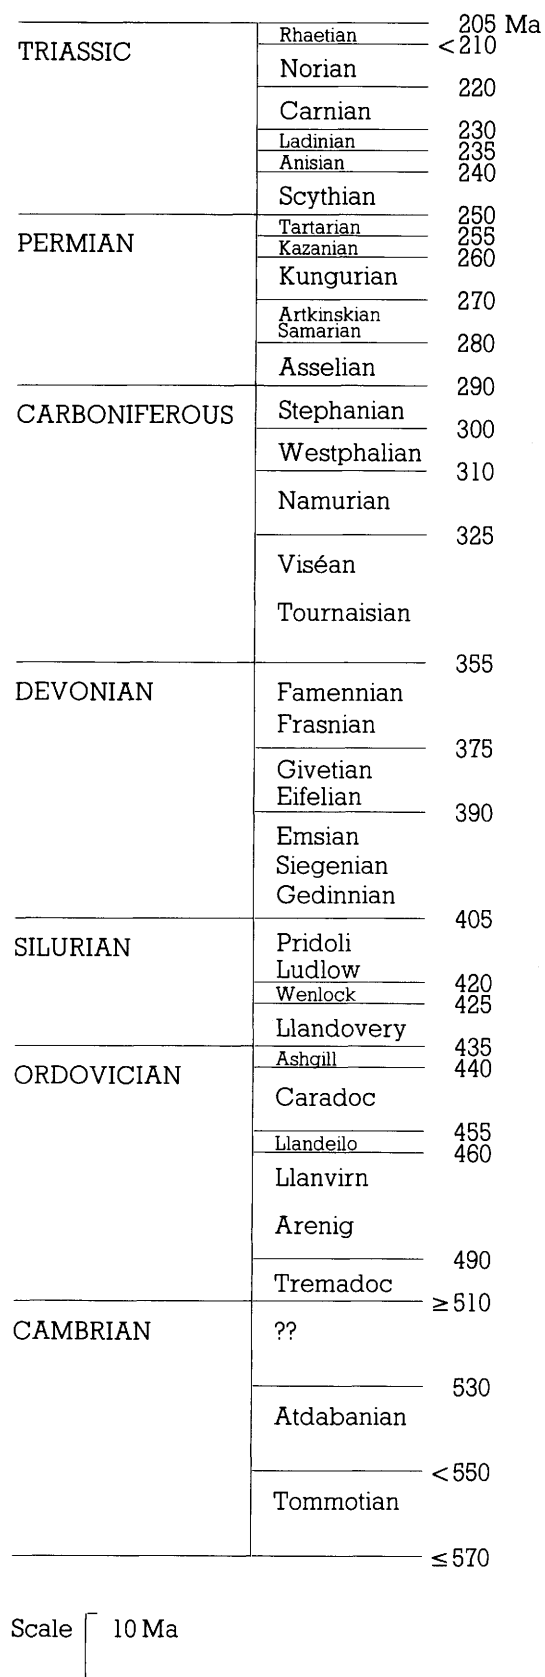 205 Ma
Rhaetian
<210
TRIASSIC
Norian
220
Carnian
230
Ladinian
235
Anisian
240
Scythian
250
Tartarian
PERMIAN
255
Kazanian
260
Kungurian
270
Artkinskian
Samarian
280
Asselian
290
CARBONIFEROUS
Stephanian
300
Westphalian
310
Namurian
325
Viséan
Tournaisian
355
DEVONIAN
Famennian
Frasnian
375
Givetian
Eifelian
390
Emsian
Siegenian
Gedinnian
405
SILURIAN
Pridoli
Ludlow
420
Wenlock
425
Llandovery
435
Ashgill
440
ORDOVICIAN
Caradoc
455
Llandeilo
460
Llanvirn
Arenig
490
Tremadoc
≥510
CAMBRIAN
??
530
Atdabanian
<550
Tommotian
≤570
Scale 10 Ma